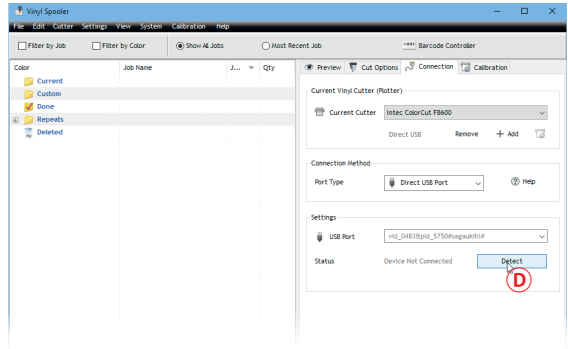 Vinyl Spooler
File Edit Cutter Settings View System Calibration Help
Filter by Job Filter by Color Show All Jobs Most Recent Job Barcode Controller
Color Job Name J... Qty
Current
Custom
Done
Repeats
Deleted
Preview Cut Options Connection Calibration
Current Vinyl Cutter (Plotter)
Current Cutter Intec ColorCut FB600
Direct USB Remove + Add
Connection Method
Port Type Direct USB Port Help
Settings
USB Port vid_0483&pid_5750#sagaukihl#
Status Device Not Connected Detect
D